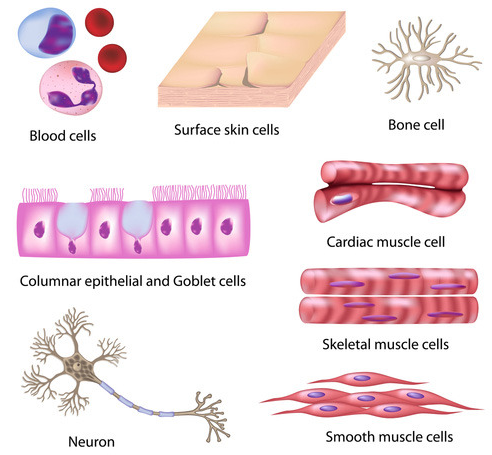 Blood cells
Surface skin cells
Bone cell
Columnar epithelial and Goblet cells
Cardiac muscle cell
Skeletal muscle cells
Neuron
Smooth muscle cells